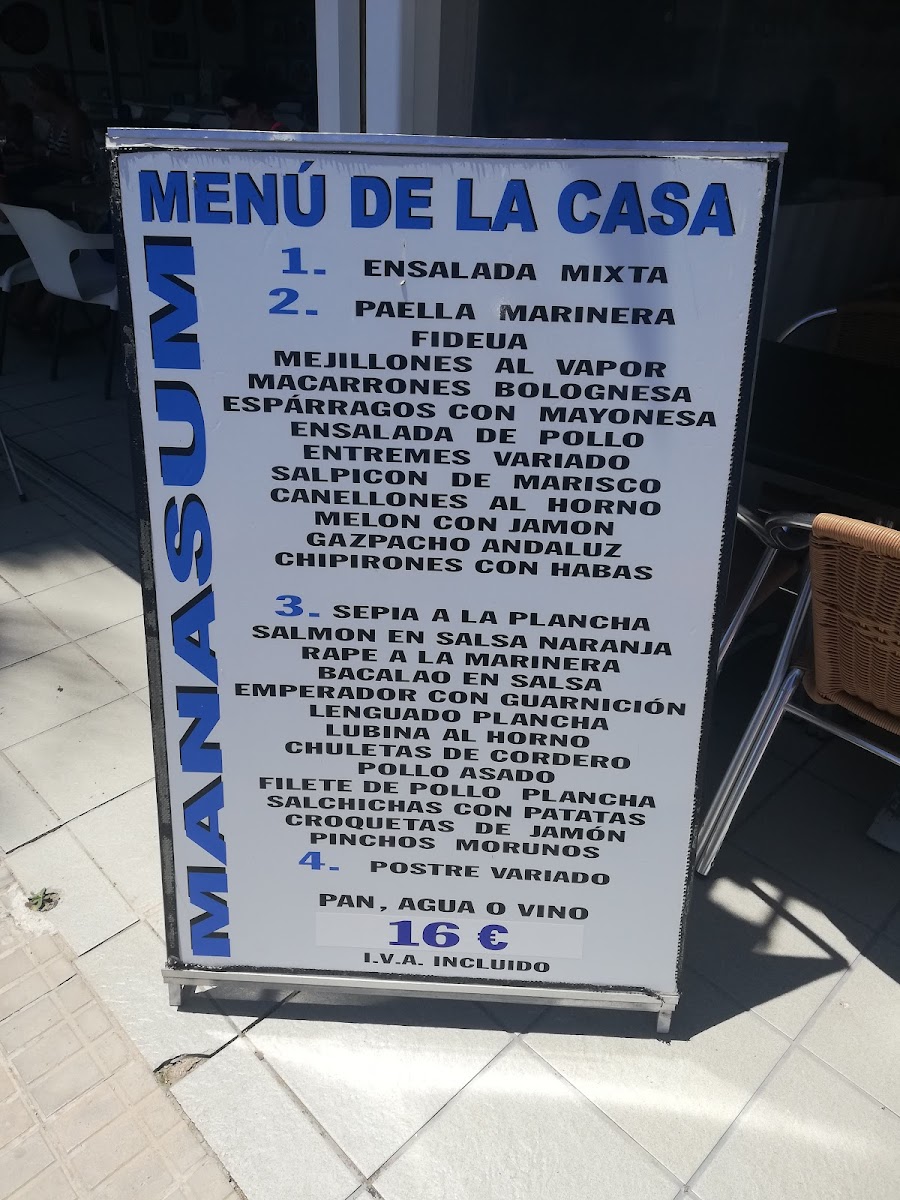 MENÚ DE LA CASA
MANASUM
1. ENSALADA MIXTA
2. PAELLA MARINERA
FIDEUA
MEJILLONES AL VAPOR
MACARRONES BOLOGNESA
ESPÁRRAGOS CON MAYONESA
ENSALADA DE POLLO
ENTREMES VARIADO
SALPICON DE MARISCO
CANELLONES AL HORNO
MELON CON JAMON
GAZPACHO ANDALUZ
CHIPIRONES CON HABAS
3. SEPIA A LA PLANCHA
SALMON EN SALSA NARANJA
RAPE A LA MARINERA
BACALAO EN SALSA
EMPERADOR CON GUARNICIÓN
LENGUADO PLANCHA
LUBINA AL HORNO
CHULETAS DE CORDERO
POLLO ASADO
FILETE DE POLLO PLANCHA
SALCHICHAS CON PATATAS
CROQUETAS DE JAMÓN
PINCHOS MORUNOS
4. POSTRE VARIADO
PAN, AGUA O VINO
16 €
I.V.A. INCLUIDO